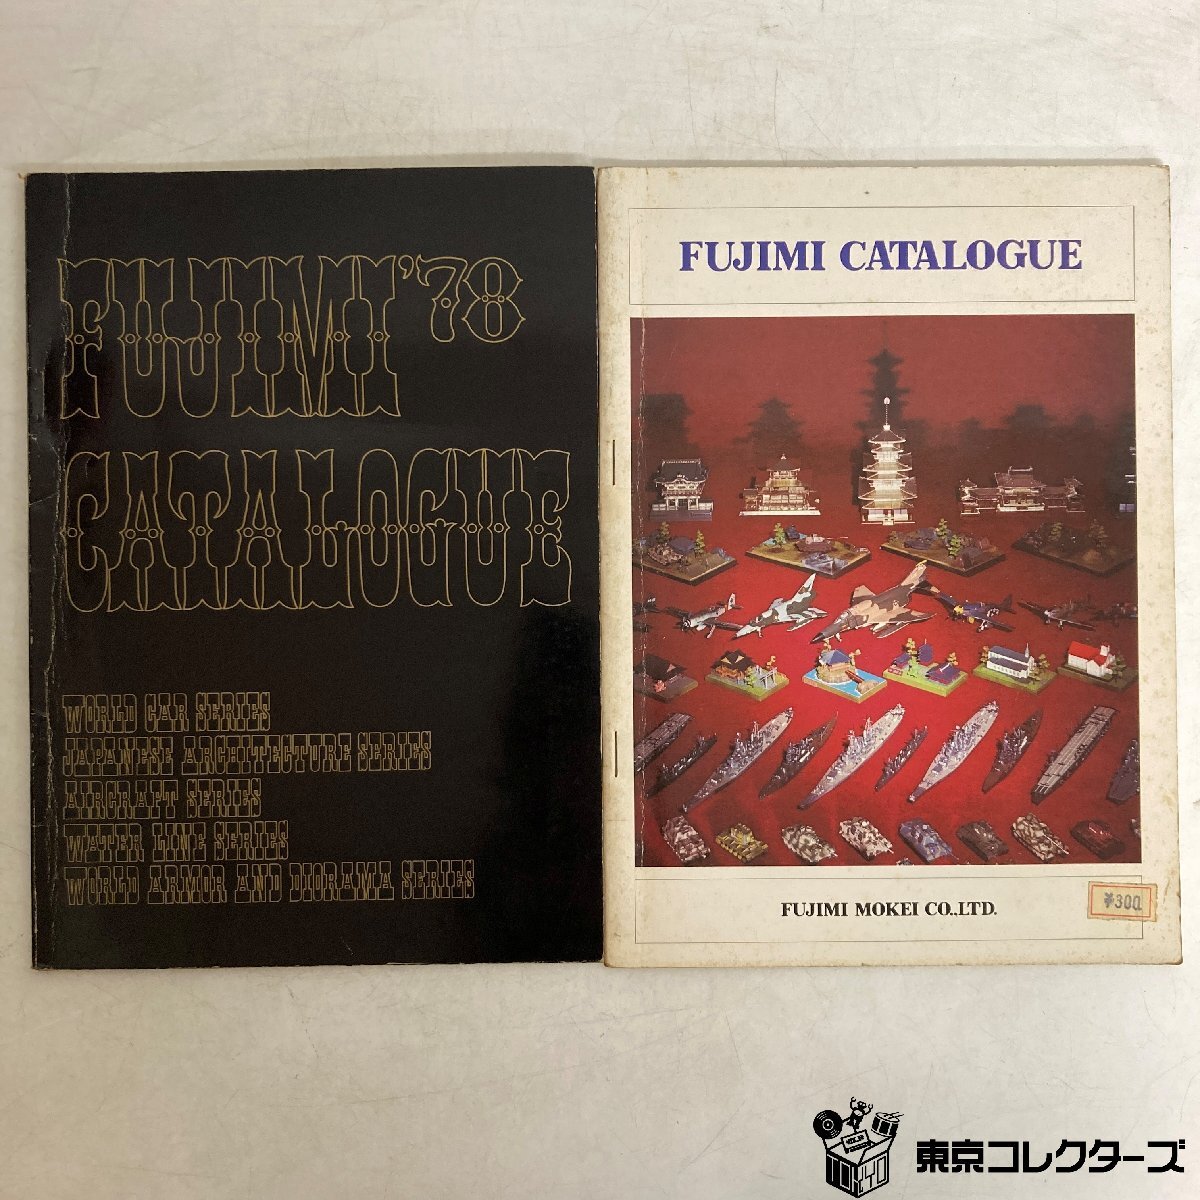 FUJIMI '78
CATALOGUE
WORLD CAR SERIES
JAPANESE ARCHITECTURE SERIES
AIRCRAFT SERIES
WATER LINE SERIES
WORLD ARMOR AND DIORAMA SERIES
FUJIMI CATALOGUE
FUJIMI MOKEI CO.,LTD.
¥300
TOKYO
東京コレクターズ